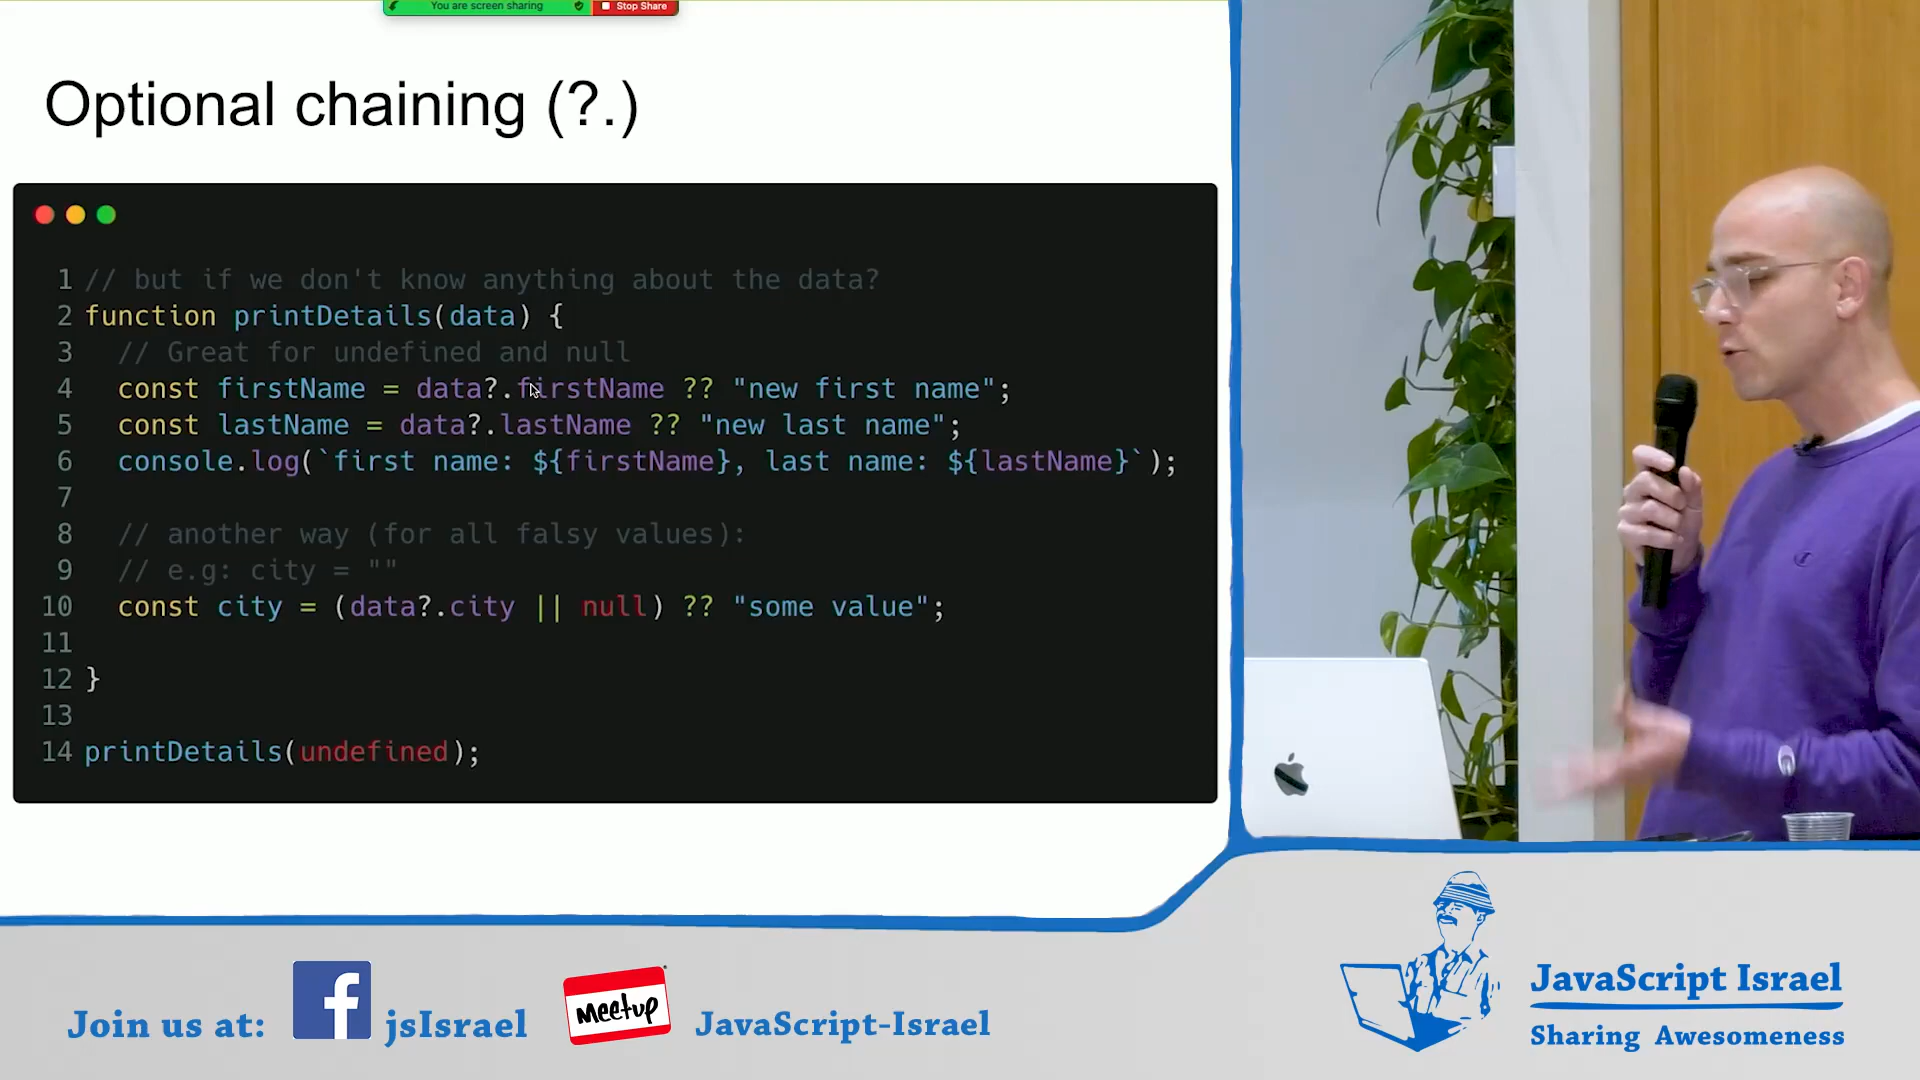 You are screen sharing
Stop Share
Optional chaining (?.)
1 // but if we don't know anything about the data?
2 function printDetails(data) {
3   // Great for undefined and null
4   const firstName = data?.firstName ?? "new first name";
5   const lastName = data?.lastName ?? "new last name";
6   console.log(`first name: ${firstName}, last name: ${lastName}`);
7
8   // another way (for all falsy values):
9   // e.g: city = ""
10   const city = (data?.city || null) ?? "some value";
11
12 }
13
14 printDetails(undefined);
Join us at:
f
jsIsrael
meetup
JavaScript-Israel
JavaScript Israel
Sharing Awesomeness